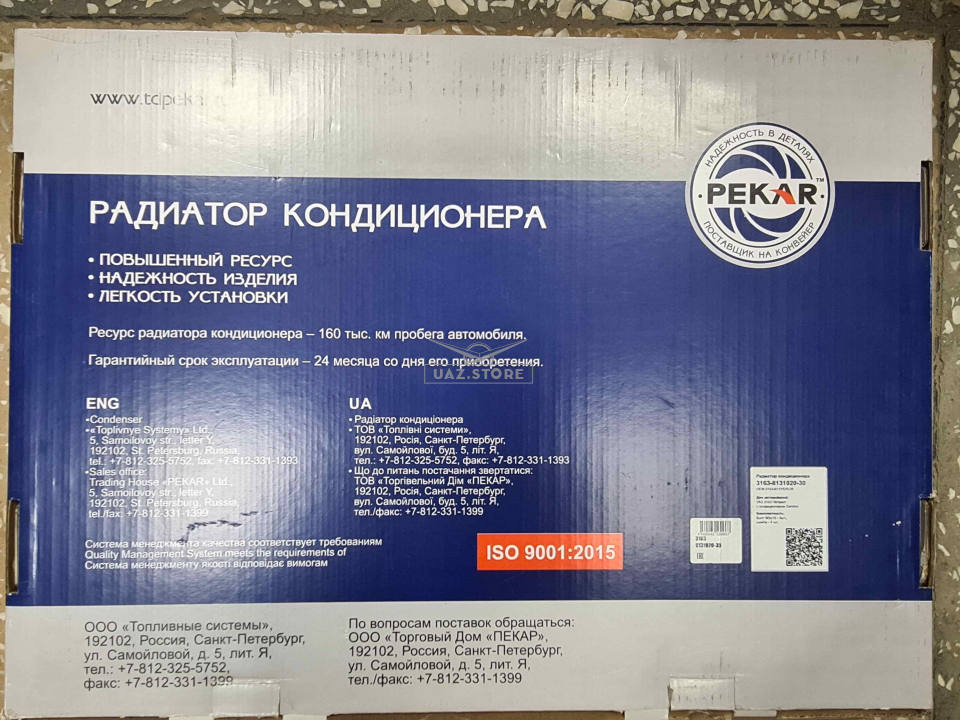 www.tdpekar.ru
НАДЕЖНОСТЬ В ДЕТАЛЯХ
PEKAR™
ПОСТАВЩИК НА КОНВЕЙЕР
РАДИАТОР КОНДИЦИОНЕРА
• ПОВЫШЕННЫЙ РЕСУРС
• НАДЕЖНОСТЬ ИЗДЕЛИЯ
• ЛЕГКОСТЬ УСТАНОВКИ
Ресурс радиатора кондиционера – 160 тыс. км пробега автомобиля.
Гарантийный срок эксплуатации – 24 месяца со дня его приобретения.
UAZ.STORE
ENG
•Condenser
•«Toplivnye Systemy» Ltd.,
5, Samoilovoy str., letter Y,
192102, St. Petersburg, Russia,
tel.: +7-812-325-5752, fax: +7-812-331-1393
•Sales office:
Trading House «PEKAR» Ltd.,
5, Samoilovoy str., letter Y,
192102, St. Petersburg, Russia,
tel./fax: +7-812-331-1399
UA
• Радіатор кондиціонера
• ТОВ «Топлівні системи»,
192102, Росія, Санкт-Петербург,
вул. Самойлової, буд. 5, літ. Я,
тел.: +7-812-325-5752, факс: +7-812-331-1393
• Що до питань постачання звертатися:
ТОВ «Торгівельний Дім «ПЕКАР»,
192102, Росія, Санкт-Петербург,
вул. Самойлової, буд. 5, літ. Я,
тел./факс: +7-812-331-1399
Система менеджмента качества соответствует требованиям
Quality Management System meets the requirements of
Система менеджменту якості відповідає вимогам
ISO 9001:2015
3163
8131020-30
Радиатор кондиционера
3163-8131020-30
Для автомобилей:
Комплектность:
ООО «Топливные системы»,
192102, Россия, Санкт-Петербург,
ул. Самойловой, д. 5, лит. Я,
тел.: +7-812-325-5752,
факс: +7-812-331-1399
По вопросам поставок обращаться:
ООО «Торговый Дом «ПЕКАР»,
192102, Россия, Санкт-Петербург,
ул. Самойловой, д. 5, лит. Я,
тел./факс: +7-812-331-1399